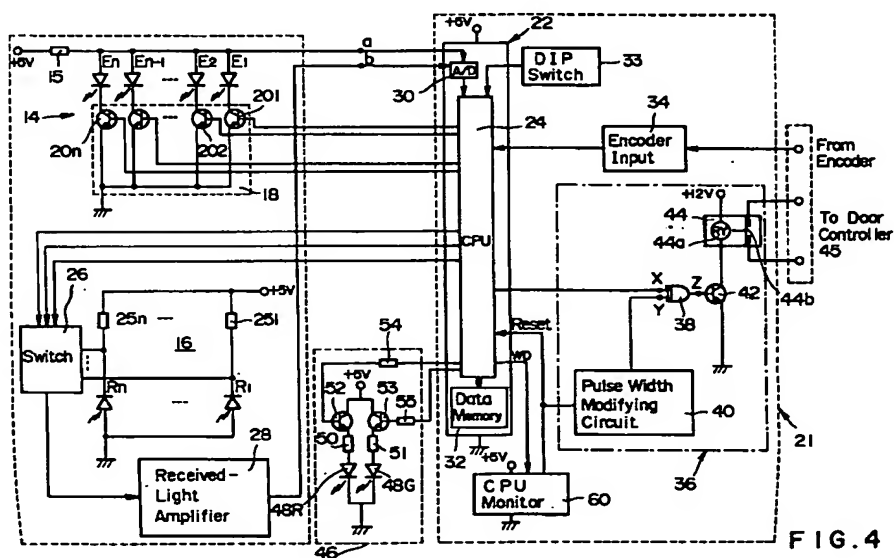 +5V
15
En
En-1
E2
E1
a
b
14
20n
202
201
18
+5V
22
A/D
30
DIP
Switch
33
24
CPU
34
Encoder
Input
From
Encoder
To Door
Controller
45
+12V
44
RY
44a
44b
X
Y
Z
38
42
Reset
WD
Pulse Width
Modifying
Circuit
40
36
21
26
Switch
25n
251
+5V
16
Rn
R1
28
Received-
Light
Amplifier
54
+5V
52
53
55
50
51
48R
48G
46
Data
Memory
32
+5V
CPU
Monitor
60
FIG.4